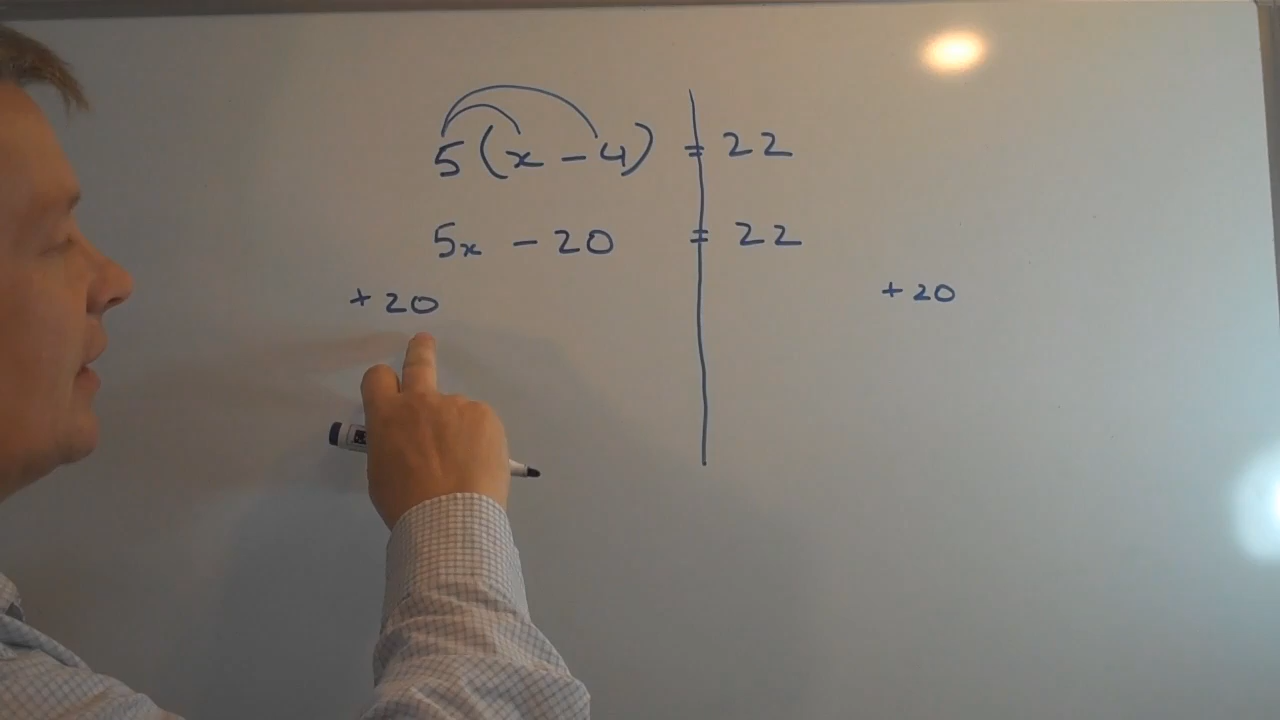 5(x - 4) = 22
5x - 20 = 22
+ 20 + 20